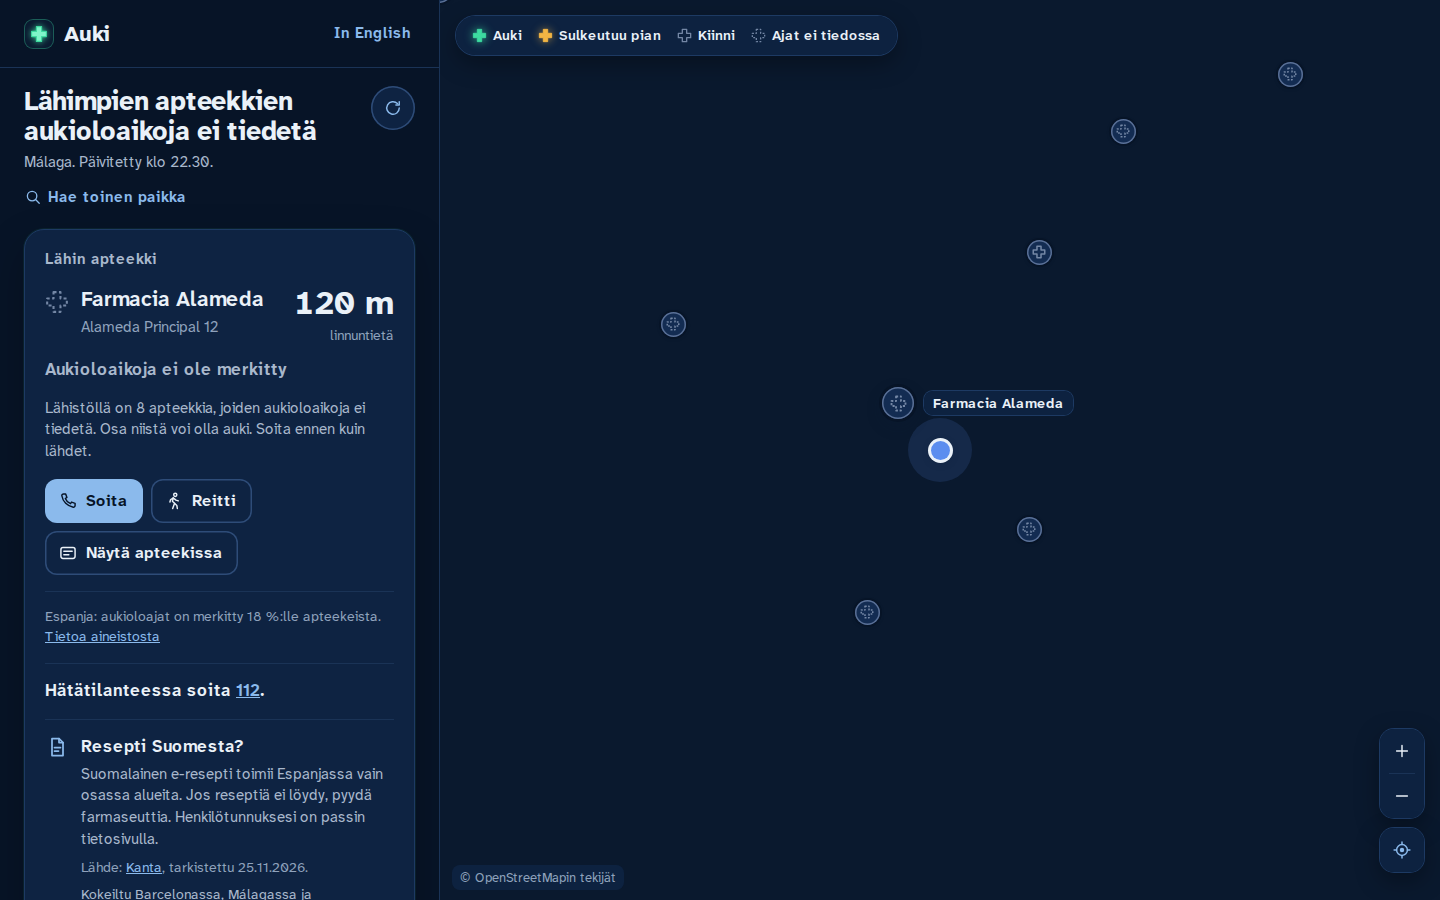 Auki
In English
Lähimpien apteekkien
aukioloaikoja ei tiedetä
Málaga. Päivitetty klo 22.30.
Hae toinen paikka
Lähin apteekki
Farmacia Alameda
120 m
Alameda Principal 12
linnuntietä
Aukioloaikoja ei ole merkitty
Lähistöllä on 8 apteekkia, joiden aukioloaikoja ei
tiedetä. Osa niistä voi olla auki. Soita ennen kuin
lähdet.
Soita
Reitti
Näytä apteekissa
Espanja: aukioloajat on merkitty 18 %:lle apteekeista.
Tietoa aineistosta
Hätätilanteessa soita 112.
Resepti Suomesta?
Suomalainen e-resepti toimii Espanjassa vain
osassa alueita. Jos reseptiä ei löydy, pyydä
farmaseuttia. Henkilötunnuksesi on passin
tietosivulla.
Lähde: Kanta, tarkistettu 25.11.2026.
Kokeiltu Barcelonassa, Málagassa ja
Auki
Sulkeutuu pian
Kiinni
Ajat ei tiedossa
Farmacia Alameda
© OpenStreetMapin tekijät